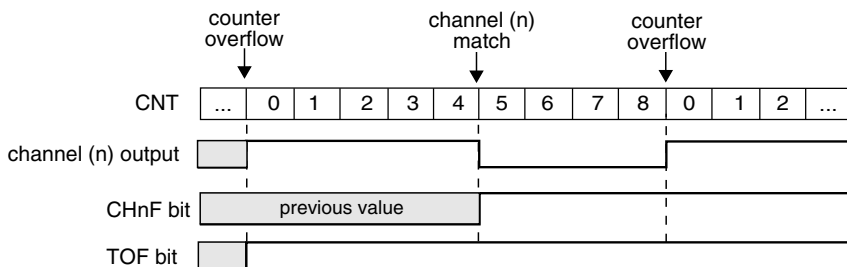 counter overflow
channel (n) match
counter overflow
CNT ... 0 1 2 3 4 5 6 7 8 0 1 2 ...
channel (n) output
CHnF bit previous value
TOF bit